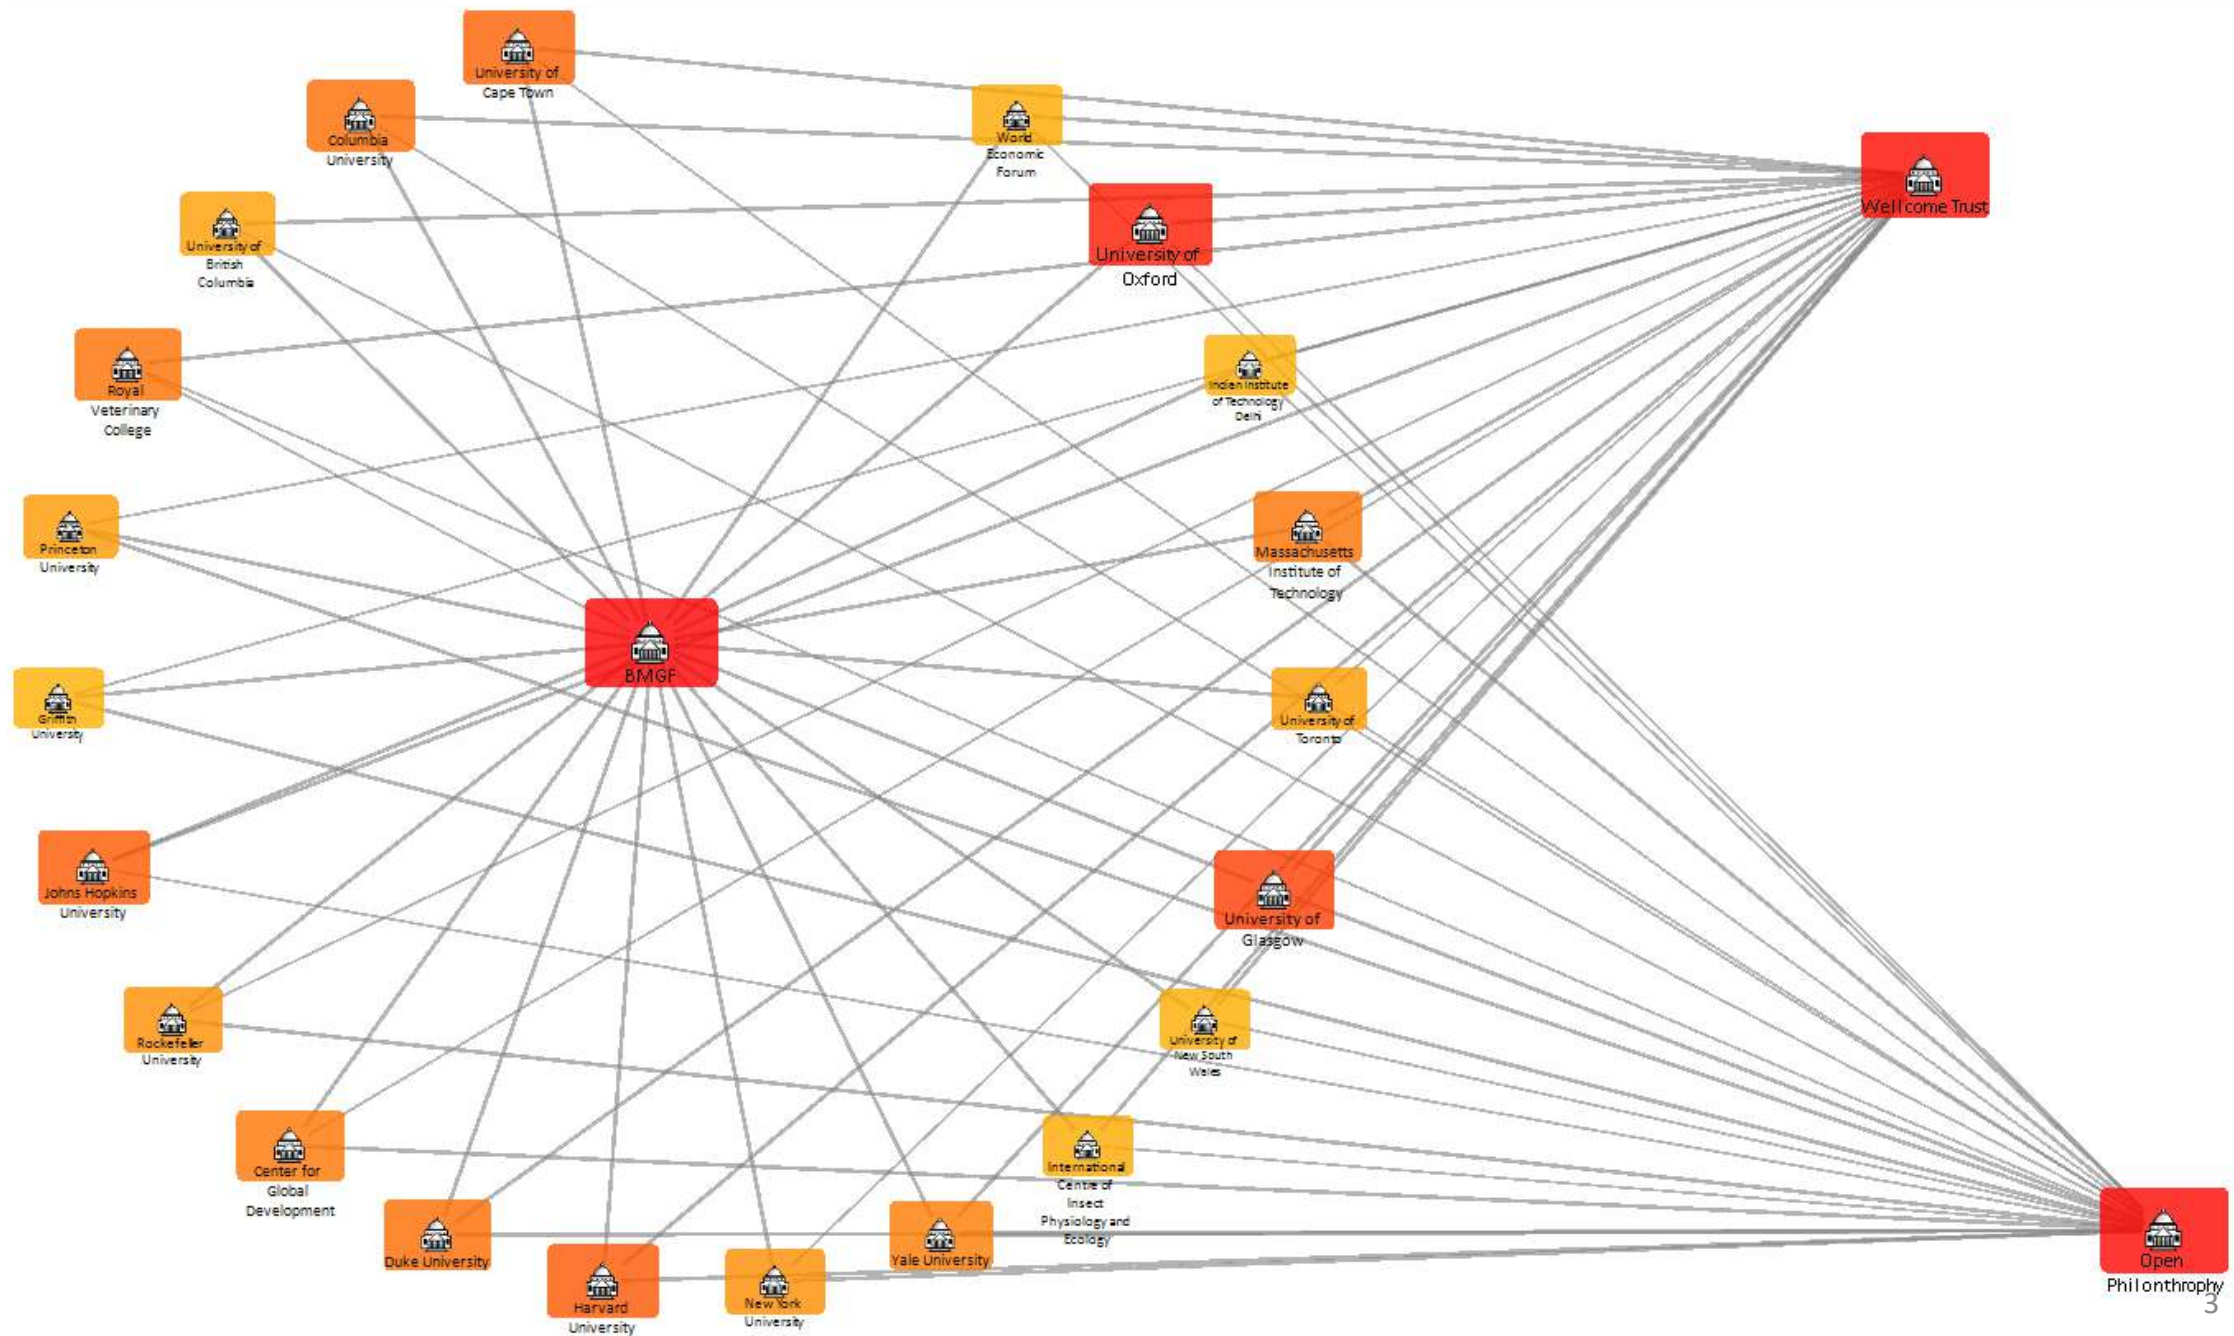 University of
Cape Town
Columbia
University
World
Economic
Forum
Wellcome Trust
University of
British
Columbia
University of
Oxford
Royal
Veterinary
College
Indian Institute
of Technology
Delhi
Princeton
University
Massachusetts
Institute of
Technology
BMGF
Griffith
University
University of
Toronto
Johns Hopkins
University
University of
Glasgow
Rockefeller
University
University of
New South
Wales
Center for
Global
Development
International
Centre of
Insect
Physiology and
Ecology
Duke University
Harvard
University
New York
University
Yale University
Open
Philonthrophy
3